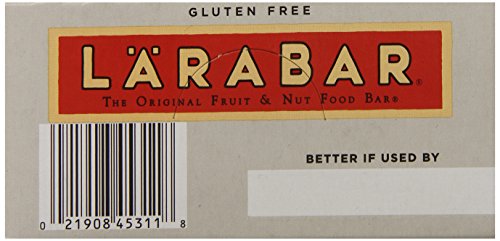 GLUTEN FREE
LÄRABAR®
THE ORIGINAL FRUIT & NUT FOOD BAR®
BETTER IF USED BY
0 21908 45311 8